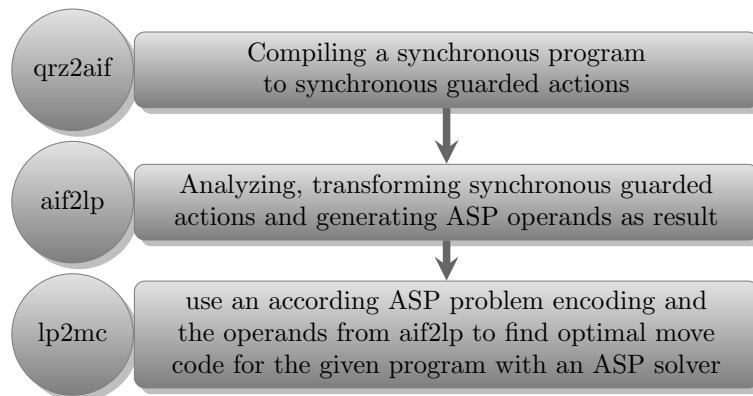 qrz2aif
Compiling a synchronous program
to synchronous guarded actions
aif2lp
Analyzing, transforming synchronous guarded
actions and generating ASP operands as result
lp2mc
use an according ASP problem encoding and
the operands from aif2lp to find optimal move
code for the given program with an ASP solver